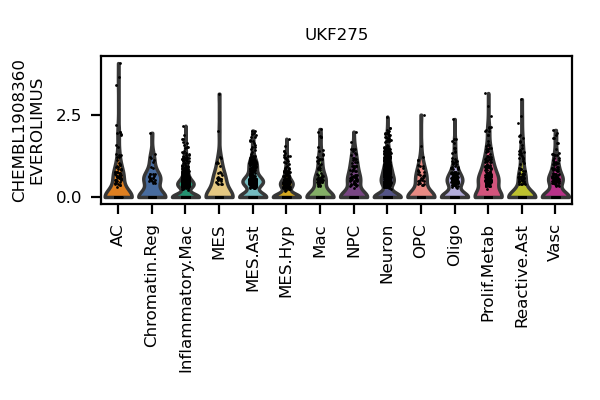 UKF275
CHEMBL1908360
EVEROLIMUS
2.5
0.0
AC
Chromatin.Reg
Inflammatory.Mac
MES
MES.Ast
MES.Hyp
Mac
NPC
Neuron
OPC
Oligo
Prolif.Metab
Reactive.Ast
Vasc